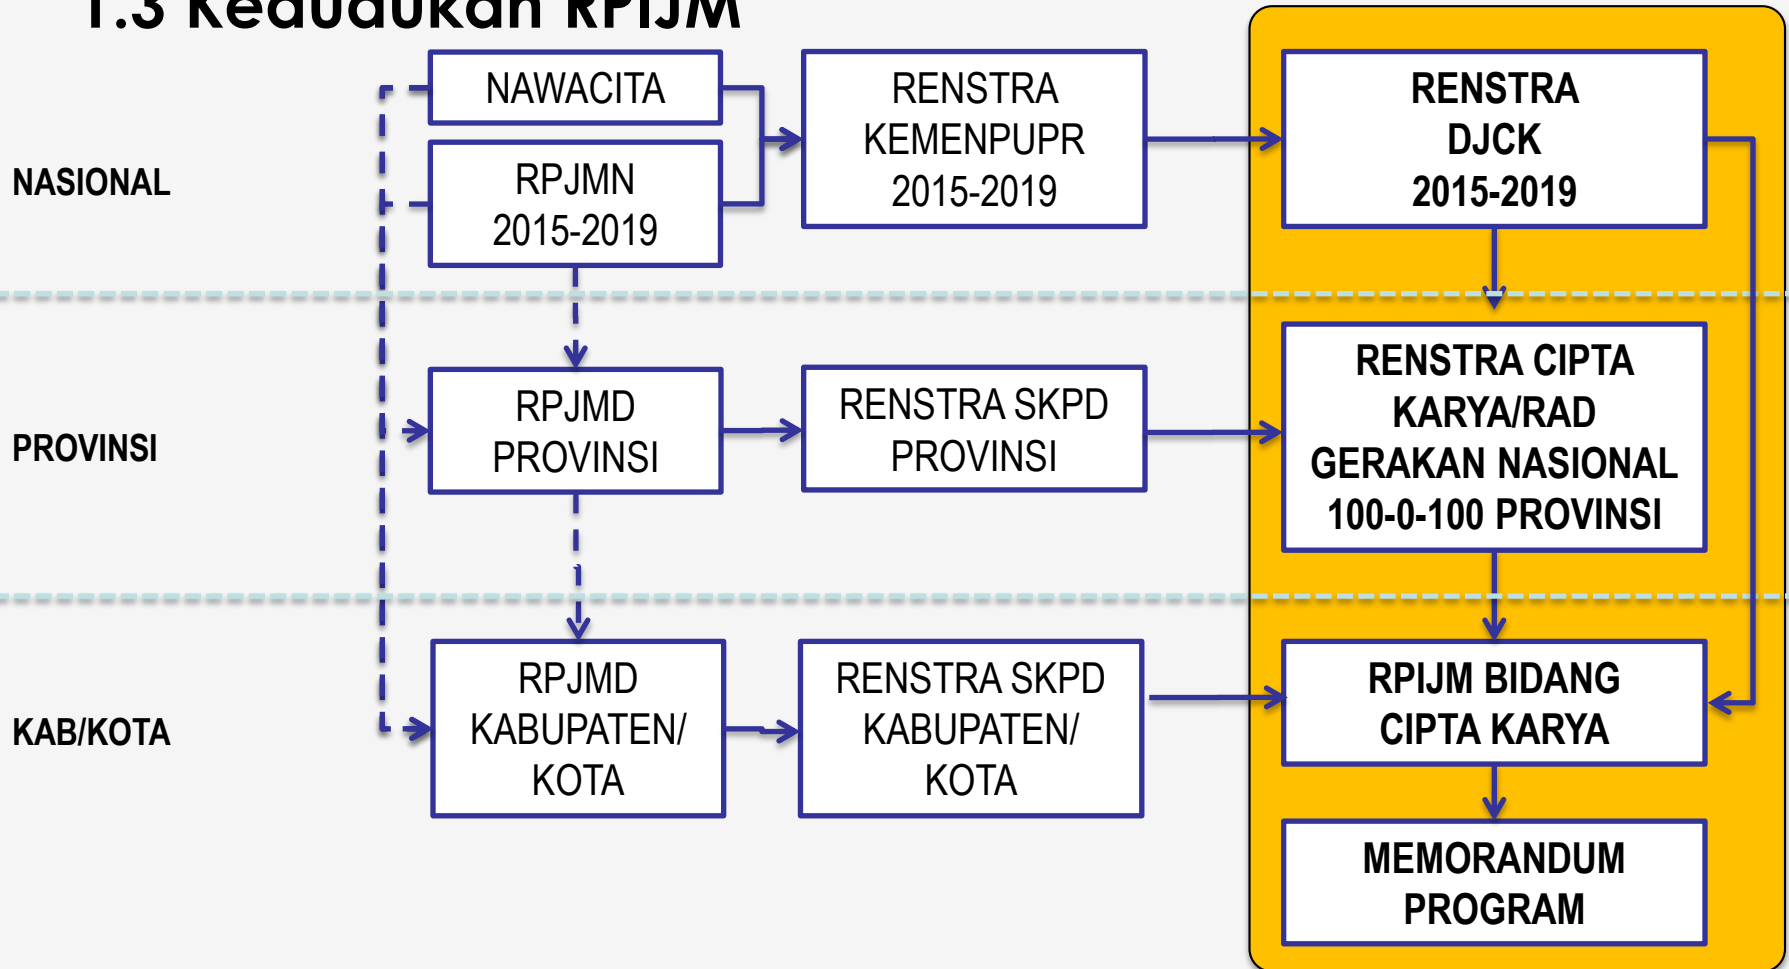 1.3 Kedudukan RPIJM
NASIONAL
NAWACITA
RPJMN
2015-2019
RENSTRA
KEMENPUPR
2015-2019
RENSTRA
DJCK
2015-2019
PROVINSI
RPJMD
PROVINSI
RENSTRA SKPD
PROVINSI
RENSTRA CIPTA
KARYA/RAD
GERAKAN NASIONAL
100-0-100 PROVINSI
KAB/KOTA
RPJMD
KABUPATEN/
KOTA
RENSTRA SKPD
KABUPATEN/
KOTA
RPIJM BIDANG
CIPTA KARYA
MEMORANDUM
PROGRAM